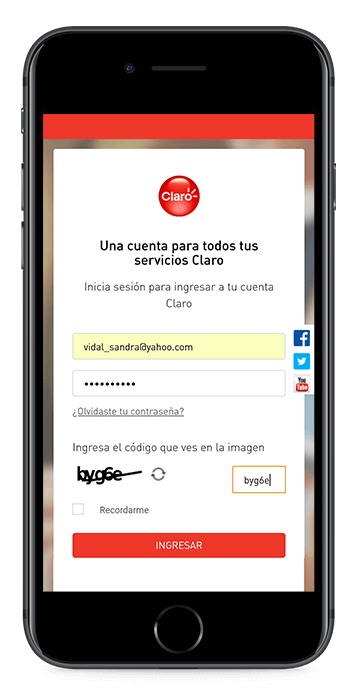 Claro
Una cuenta para todos tus
servicios Claro
Inicia sesión para ingresar a tu cuenta
Claro
vidal_sandra@yahoo.com
••••••••••
¿Olvidaste tu contraseña?
Ingresa el código que ves en la imagen
byg6e
byg6e
Recordarme
INGRESAR
f
You
Tube